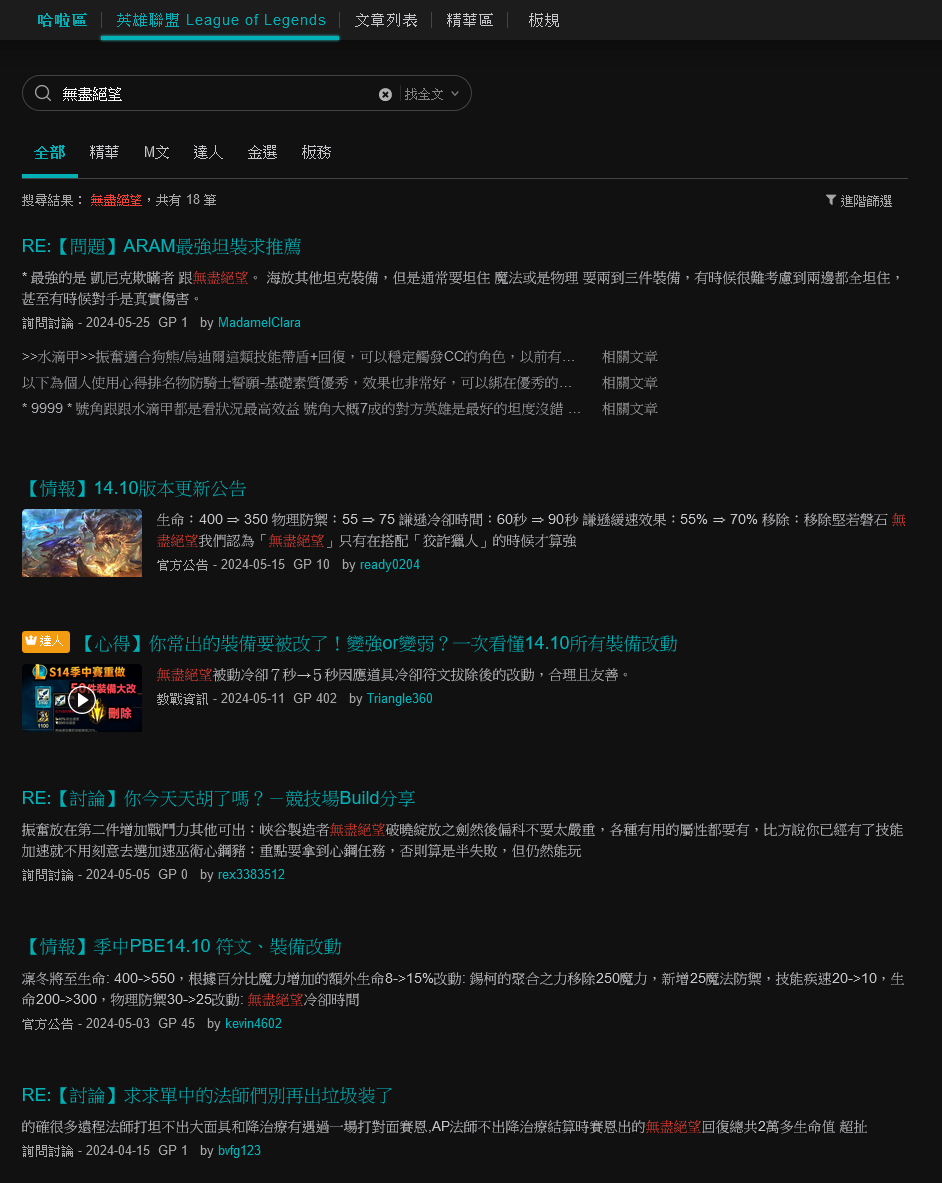 哈啦區 英雄聯盟 League of Legends 文章列表 精華區 板規
無盡絕望 找全文
全部 精華 M文 達人 金選 板務
搜尋結果： 無盡絕望，共有 18 筆
進階篩選
RE:【問題】ARAM最強坦裝求推薦
* 最強的是 凱尼克欺瞞者 跟無盡絕望。 海放其他坦克裝備，但是通常要坦住 魔法或是物理 要兩到三件裝備，有時候很難考慮到兩邊都全坦住，
甚至有時候對手是真實傷害。
詢問討論 - 2024-05-25 GP 1 by MadamelClara
>>水滴甲>>振奮適合狗熊/烏迪爾這類技能帶盾+回復，可以穩定觸發CC的角色，以前有… 相關文章
以下為個人使用心得排名物防騎士誓願-基礎素質優秀，效果也非常好，可以綁在優秀的… 相關文章
* 9999 * 號角跟跟水滴甲都是看狀況最高效益 號角大概7成的對方英雄是最好的坦度沒錯 … 相關文章
【情報】14.10版本更新公告
生命：400 ⇒ 350 物理防禦：55 ⇒ 75 謙遜冷卻時間：60秒 ⇒ 90秒 謙遜緩速效果：55% ⇒ 70% 移除：移除堅若磐石 無
盡絕望我們認為「無盡絕望」只有在搭配「狡詐獵人」的時候才算強
官方公告 - 2024-05-15 GP 10 by ready0204
達人 【心得】你常出的裝備要被改了！變強or變弱？一次看懂14.10所有裝備改動
S14季中賽重做
50件裝備大改
刪除
1100
無盡絕望被動冷卻７秒→５秒因應道具冷卻符文拔除後的改動，合理且友善。
教戰資訊 - 2024-05-11 GP 402 by Triangle360
RE:【討論】你今天天胡了嗎？－競技場Build分享
振奮放在第二件增加戰鬥力其他可出：峽谷製造者無盡絕望破曉綻放之劍然後偏科不要太嚴重，各種有用的屬性都要有，比方說你已經有了技能
加速就不用刻意去選加速巫術心鋼豬：重點要拿到心鋼任務，否則算是半失敗，但仍然能玩
詢問討論 - 2024-05-05 GP 0 by rex3383512
【情報】季中PBE14.10 符文、裝備改動
凜冬將至生命: 400->550，根據百分比魔力增加的額外生命8->15%改動: 錫柯的聚合之力移除250魔力，新增25魔法防禦，技能疾速20->10，生
命200->300，物理防禦30->25改動: 無盡絕望冷卻時間
官方公告 - 2024-05-03 GP 45 by kevin4602
RE:【討論】求求單中的法師們別再出垃圾裝了
的確很多遠程法師打坦不出大面具和降治療有遇過一場打對面賽恩,AP法師不出降治療結算時賽恩出的無盡絕望回復總共2萬多生命值 超扯
詢問討論 - 2024-04-15 GP 1 by bvfg123